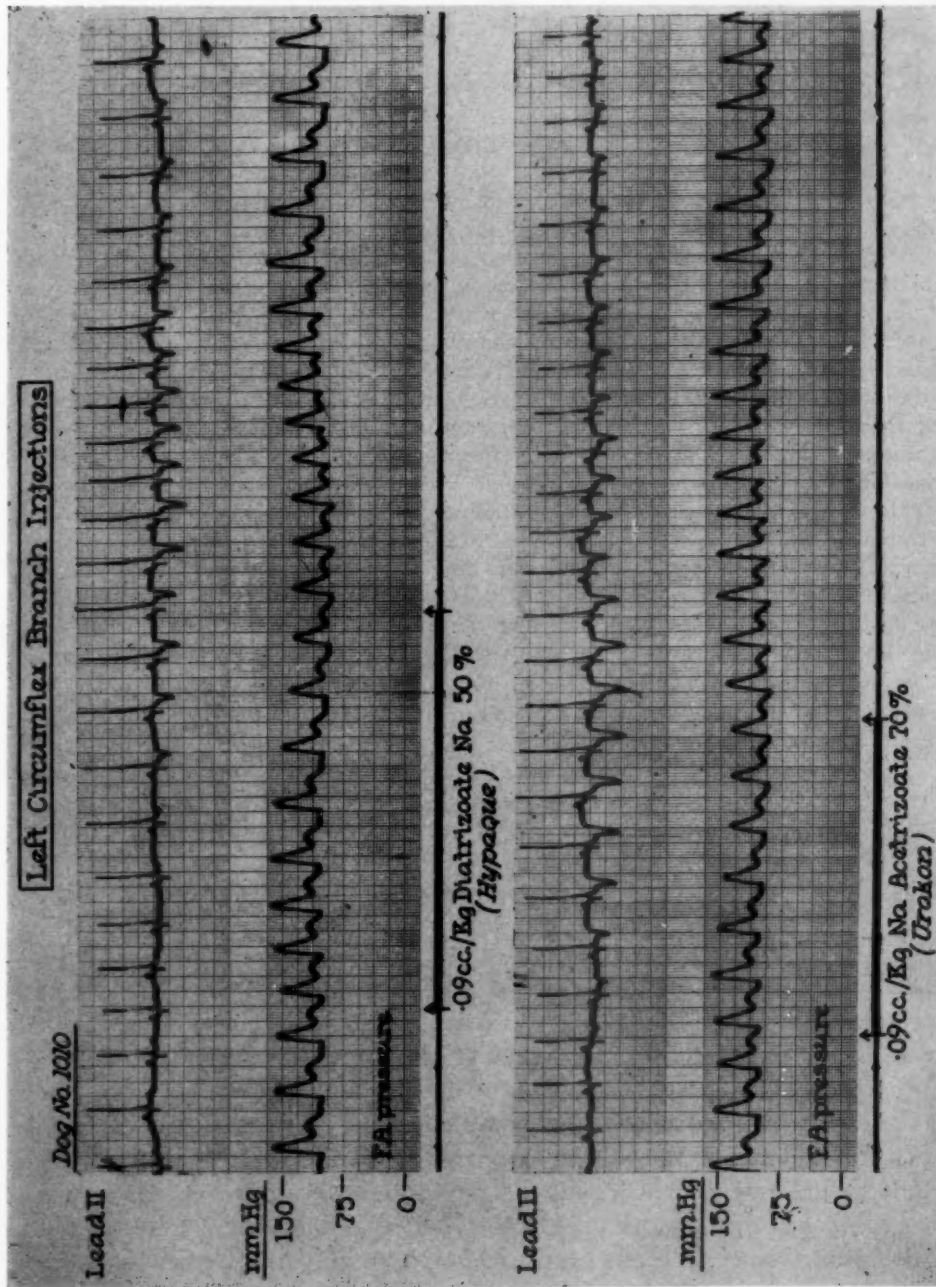 Left Circumflex Branch Injections
Dog No. 1010
Lead II
mm.Hg
150
75
0
F.A pressure
.09cc./Kg Diatrizoate Na 50%
(Hypaque)
Lead II
mm.Hg
150
75
0
F.A pressure
.09cc./Kg Na Acetrizoate 70%
(Urokon)